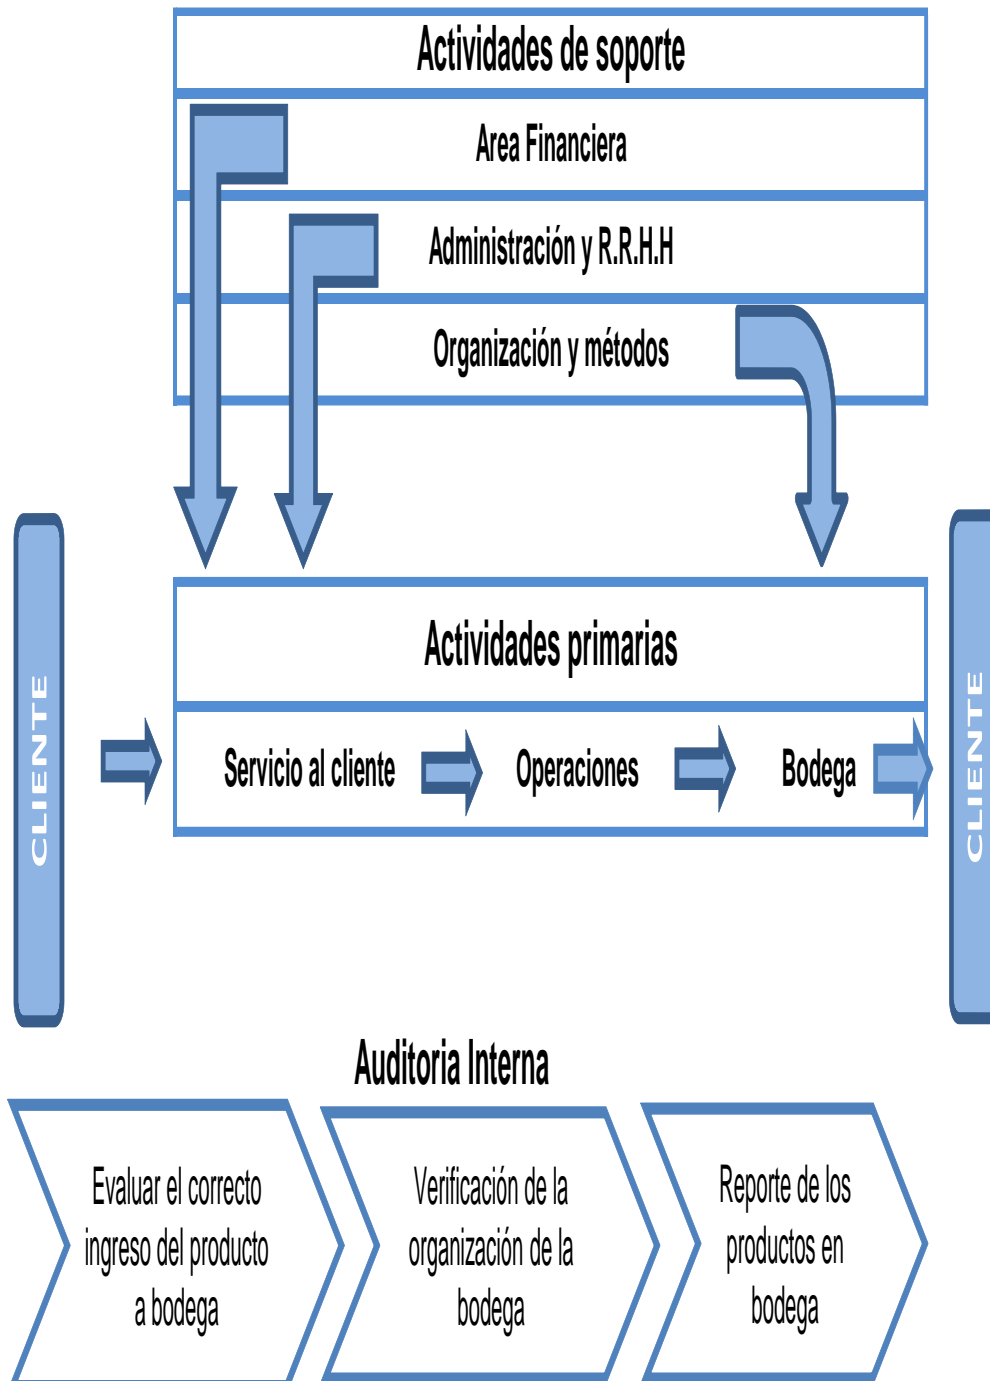 Actividades de soporte
Area Financiera
Administración y R.R.H.H
Organización y métodos
CLIENTE
Actividades primarias
Servicio al cliente
Operaciones
Bodega
CLIENTE
Auditoria Interna
Evaluar el correcto
ingreso del producto
a bodega
Verificación de la
organización de la
bodega
Reporte de los
productos en
bodega